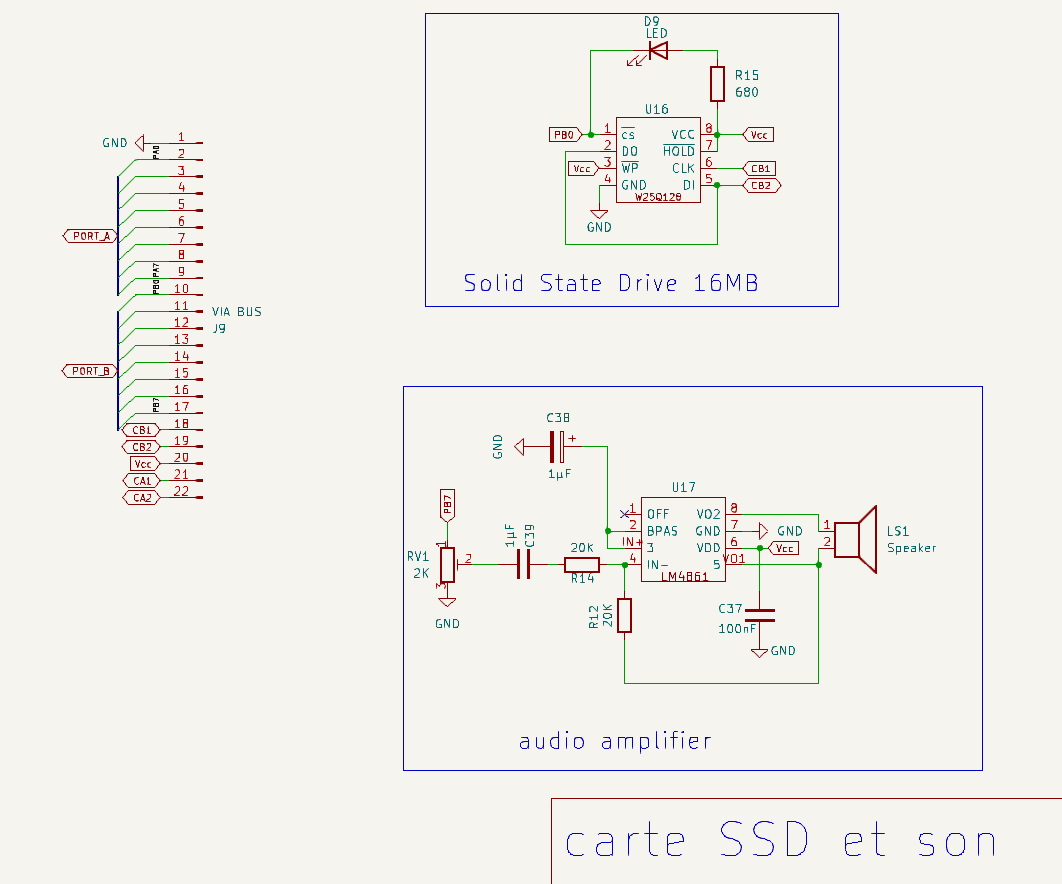 GND
1
2
3
4
5
6
7
8
9
10
11
12
13
14
15
16
17
18
19
20
21
22
PA0
PA7
PB0
PB7
PORT_A
PORT_B
CB1
CB2
Vcc
CA1
CA2
VIA BUS
J9
D9
LED
R15
680
U16
PB0
1
CS
VCC
8
Vcc
2
DO
HOLD
7
Vcc
3
WP
CLK
6
CB1
4
GND
DI
5
CB2
W25Q128
GND
Solid State Drive 16MB
C38
GND
+
1µF
U17
1
OFF
VO2
8
2
BPAS
GND
7
GND
IN+
3
VDD
6
Vcc
4
IN-
5
VO1
LM4861
PB7
RV1
2K
1
2
3
GND
1µF
C39
20K
R14
R12
20K
C37
100nF
GND
1
2
LS1
Speaker
audio amplifier
carte SSD et son